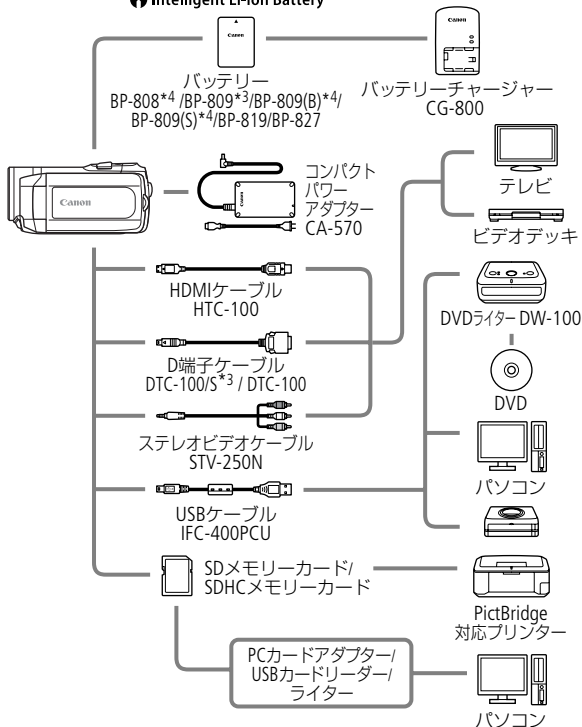 Intelligent Li-ion Battery
Canon
Canon
バッテリー
BP-808*4 /BP-809*3/BP-809(B)*4/
BP-809(S)*4/BP-819/BP-827
バッテリーチャージャー
CG-800
Canon
Canon
コンパクト
パワー
アダプター
CA-570
テレビ
ビデオデッキ
HDMIケーブル
HTC-100
DVDライター DW-100
D端子ケーブル
DTC-100/S*3 / DTC-100
DVD
ステレオビデオケーブル
STV-250N
パソコン
USBケーブル
IFC-400PCU
SDメモリーカード/
SDHCメモリーカード
PictBridge
対応プリンター
PCカードアダプター/
USBカードリーダー/
ライター
パソコン